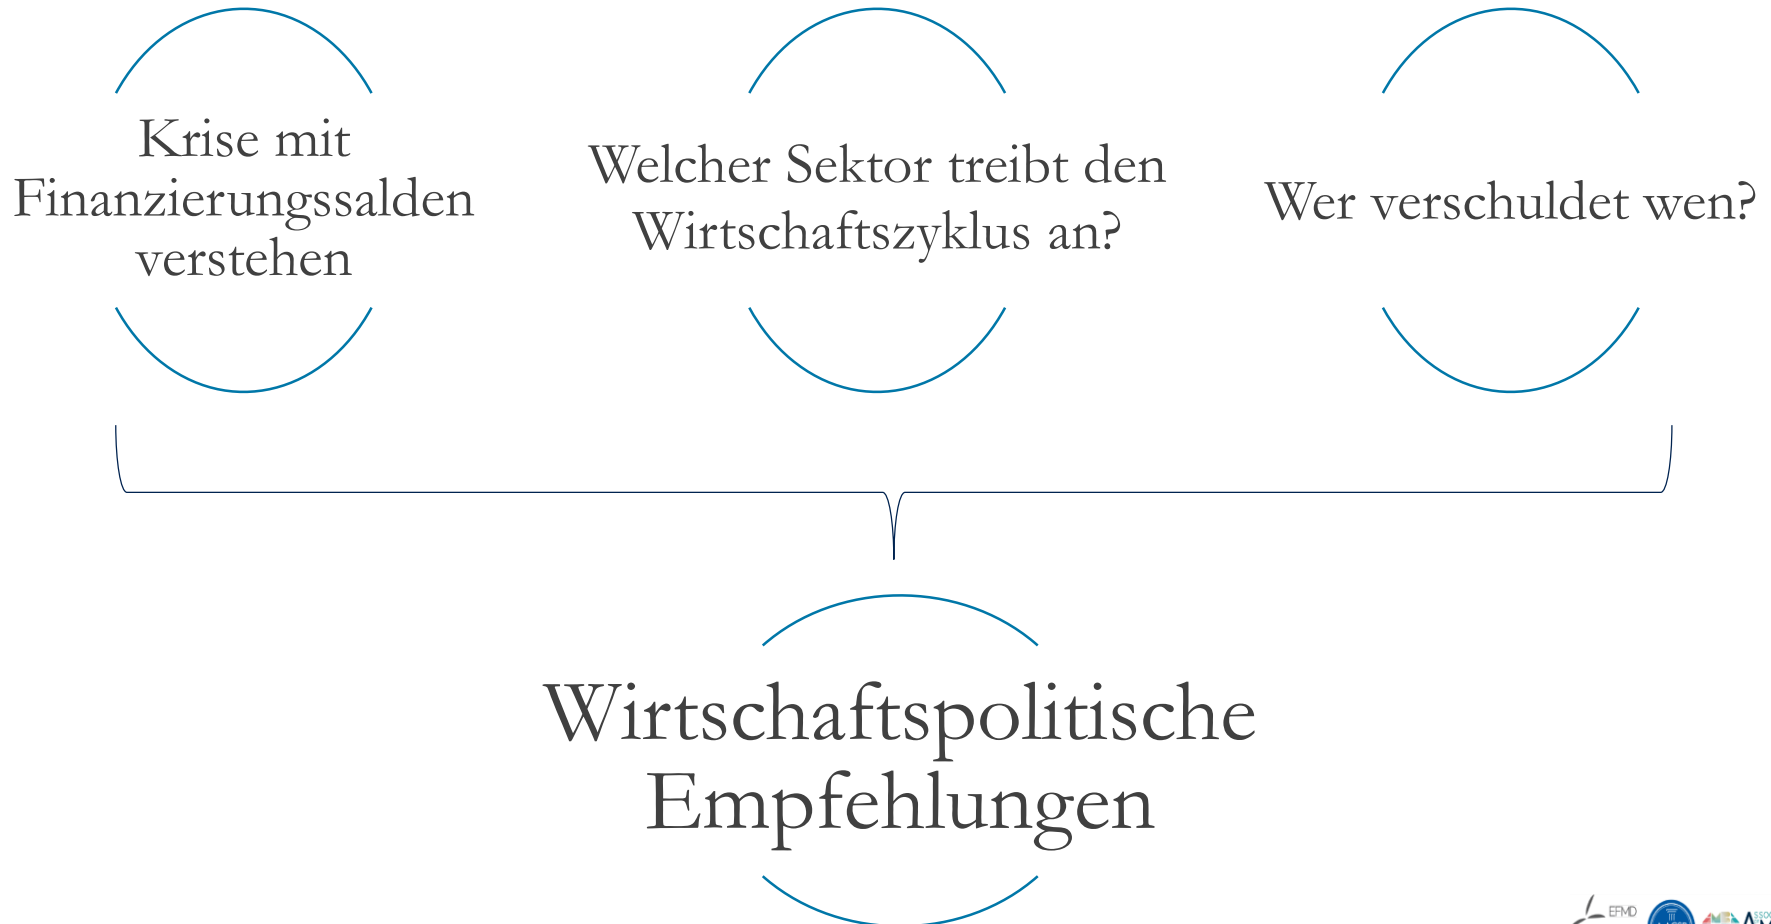 Krise mit
Finanzierungssalden
verstehen
Welcher Sektor treibt den
Wirtschaftszyklus an?
Wer verschuldet wen?
Wirtschaftspolitische
Empfehlungen
EFMD